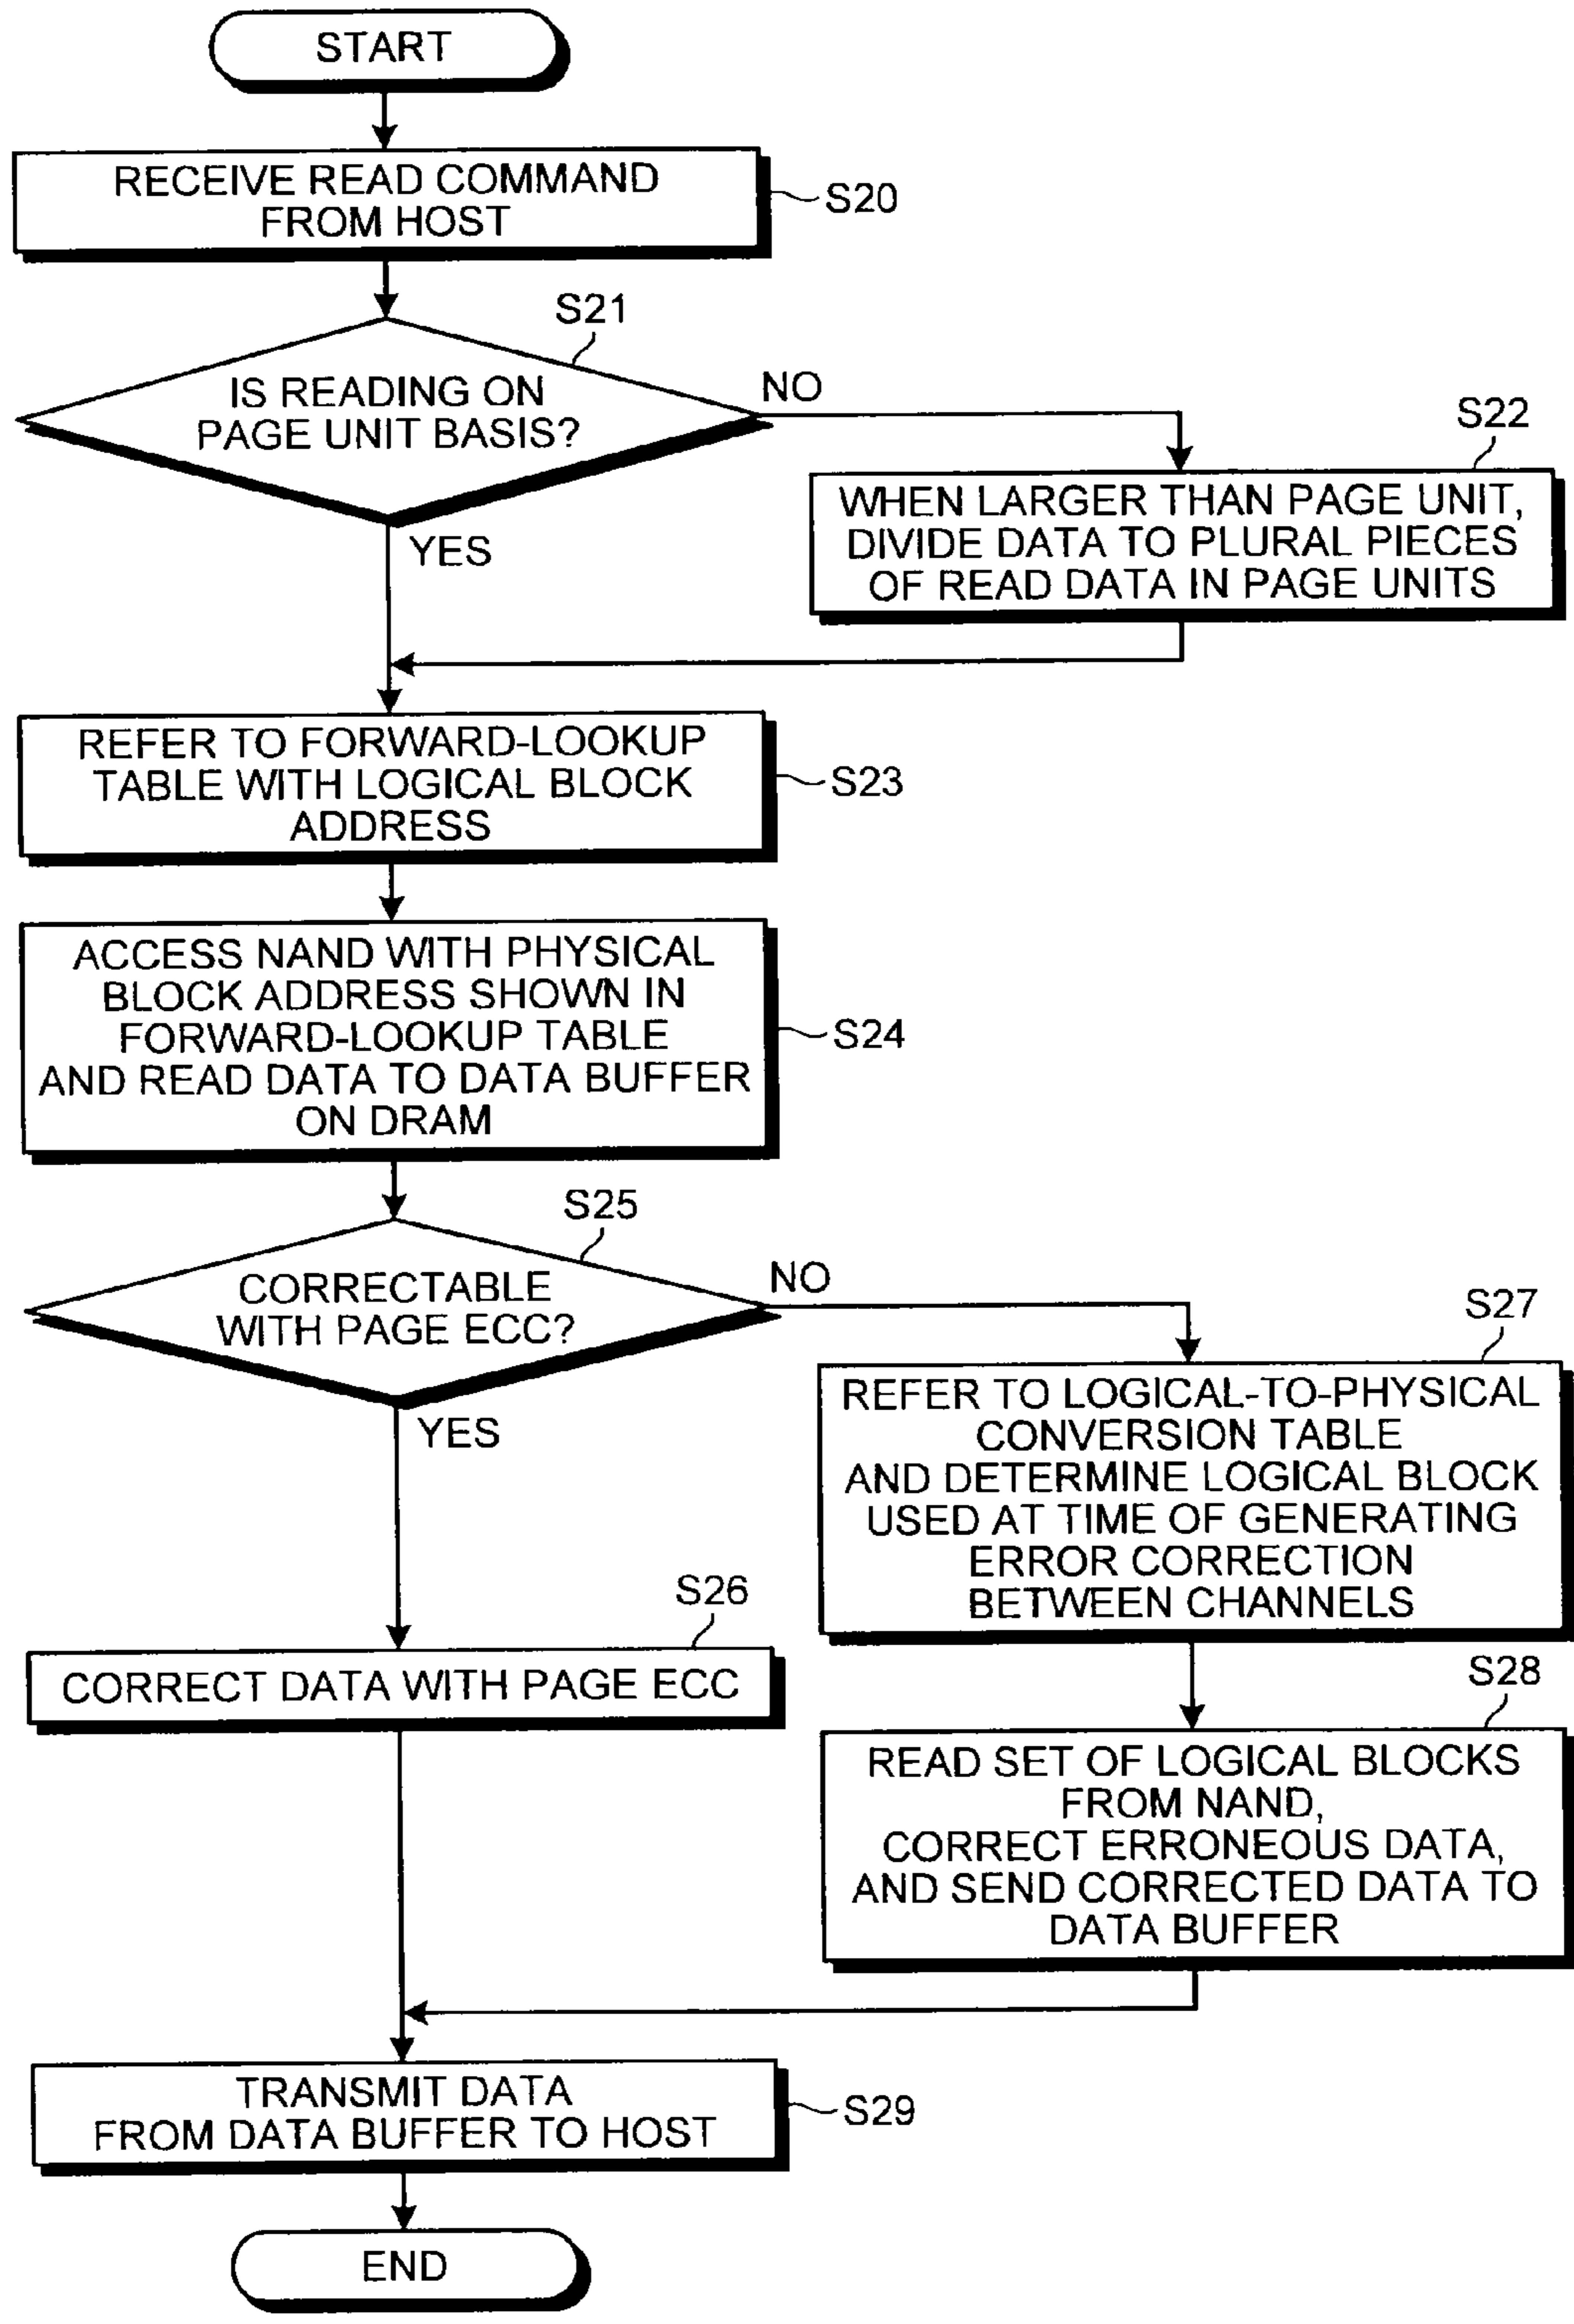 START
RECEIVE READ COMMAND
FROM HOST
S20
S21
IS READING ON
PAGE UNIT BASIS?
NO
YES
S22
WHEN LARGER THAN PAGE UNIT,
DIVIDE DATA TO PLURAL PIECES
OF READ DATA IN PAGE UNITS
REFER TO FORWARD-LOOKUP
TABLE WITH LOGICAL BLOCK
ADDRESS
S23
ACCESS NAND WITH PHYSICAL
BLOCK ADDRESS SHOWN IN
FORWARD-LOOKUP TABLE
AND READ DATA TO DATA BUFFER
ON DRAM
S24
S25
CORRECTABLE
WITH PAGE ECC?
NO
YES
S27
REFER TO LOGICAL-TO-PHYSICAL
CONVERSION TABLE
AND DETERMINE LOGICAL BLOCK
USED AT TIME OF GENERATING
ERROR CORRECTION
BETWEEN CHANNELS
S26
CORRECT DATA WITH PAGE ECC
S28
READ SET OF LOGICAL BLOCKS
FROM NAND,
CORRECT ERRONEOUS DATA,
AND SEND CORRECTED DATA TO
DATA BUFFER
TRANSMIT DATA
FROM DATA BUFFER TO HOST
S29
END